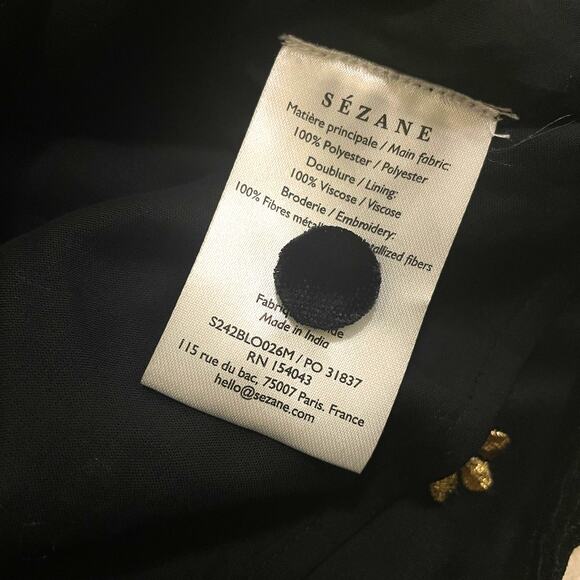 SÉZANE
Matière principale / Main fabric:
100% Polyester / Polyester
Doublure / Lining:
100% Viscose / Viscose
Broderie / Embroidery:
100% Fibres fibers
Made in India
S242BLO026M / PO 31837
RN 154043
115 rue du bac, 75007 Paris. France
hello@sezane.com